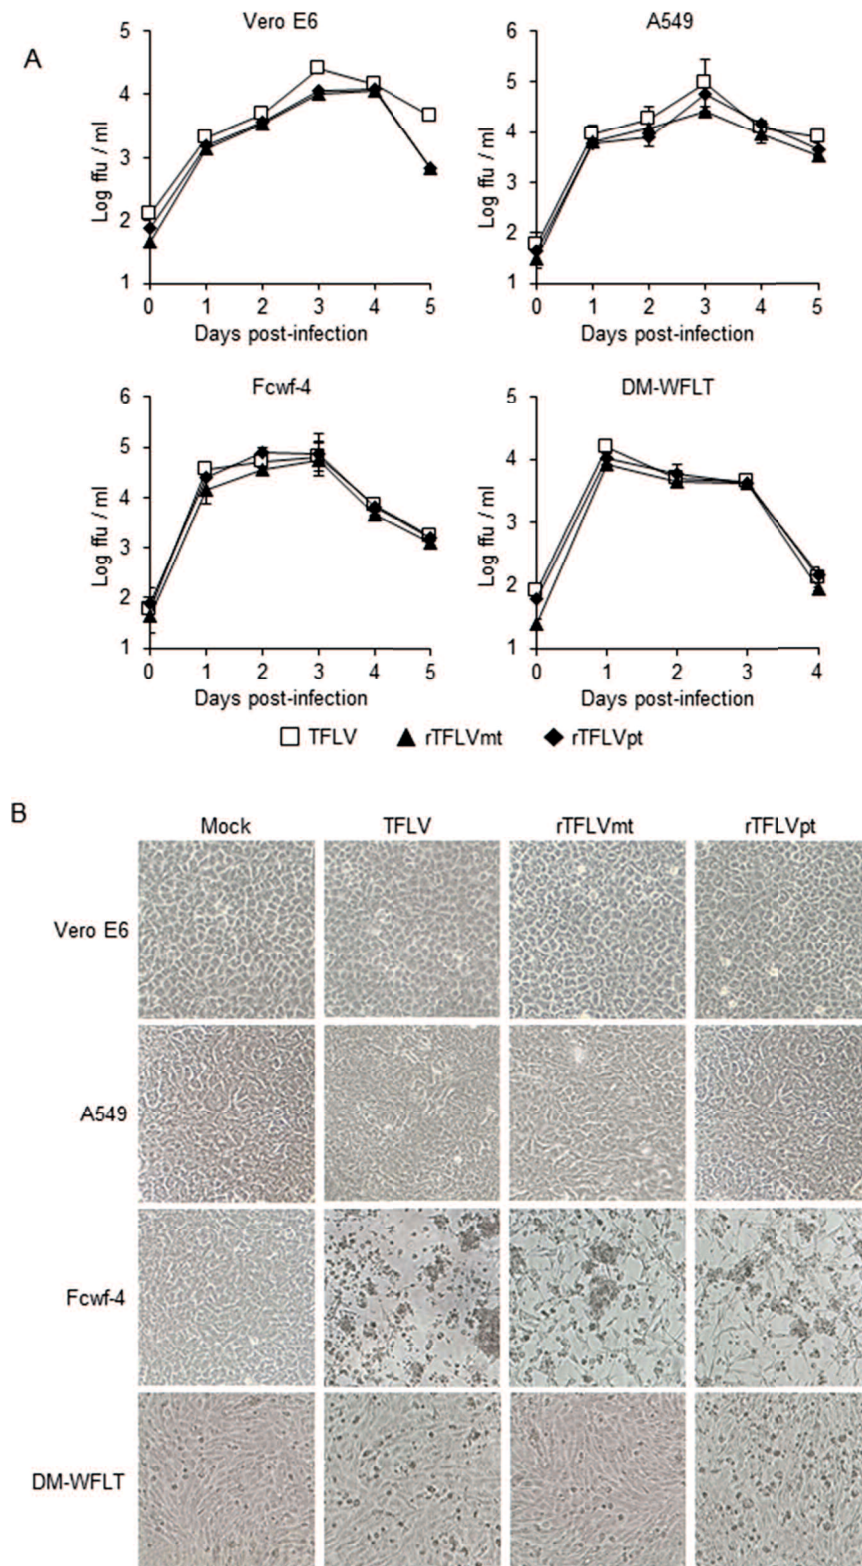 A
Vero E6
5
4
3
2
1
Log ffu / ml
0 1 2 3 4 5
Days post-infection
A549
6
5
4
3
2
1
Log ffu / ml
0 1 2 3 4 5
Days post-infection
Fcwf-4
6
5
4
3
2
1
Log ffu / ml
0 1 2 3 4 5
Days post-infection
DM-WFLT
5
4
3
2
1
Log ffu / ml
0 1 2 3 4
Days post-infection
TFLV rTFLVmt rTFLVpt
B
Mock TFLV rTFLVmt rTFLVpt
Vero E6
A549
Fcwf-4
DM-WFLT